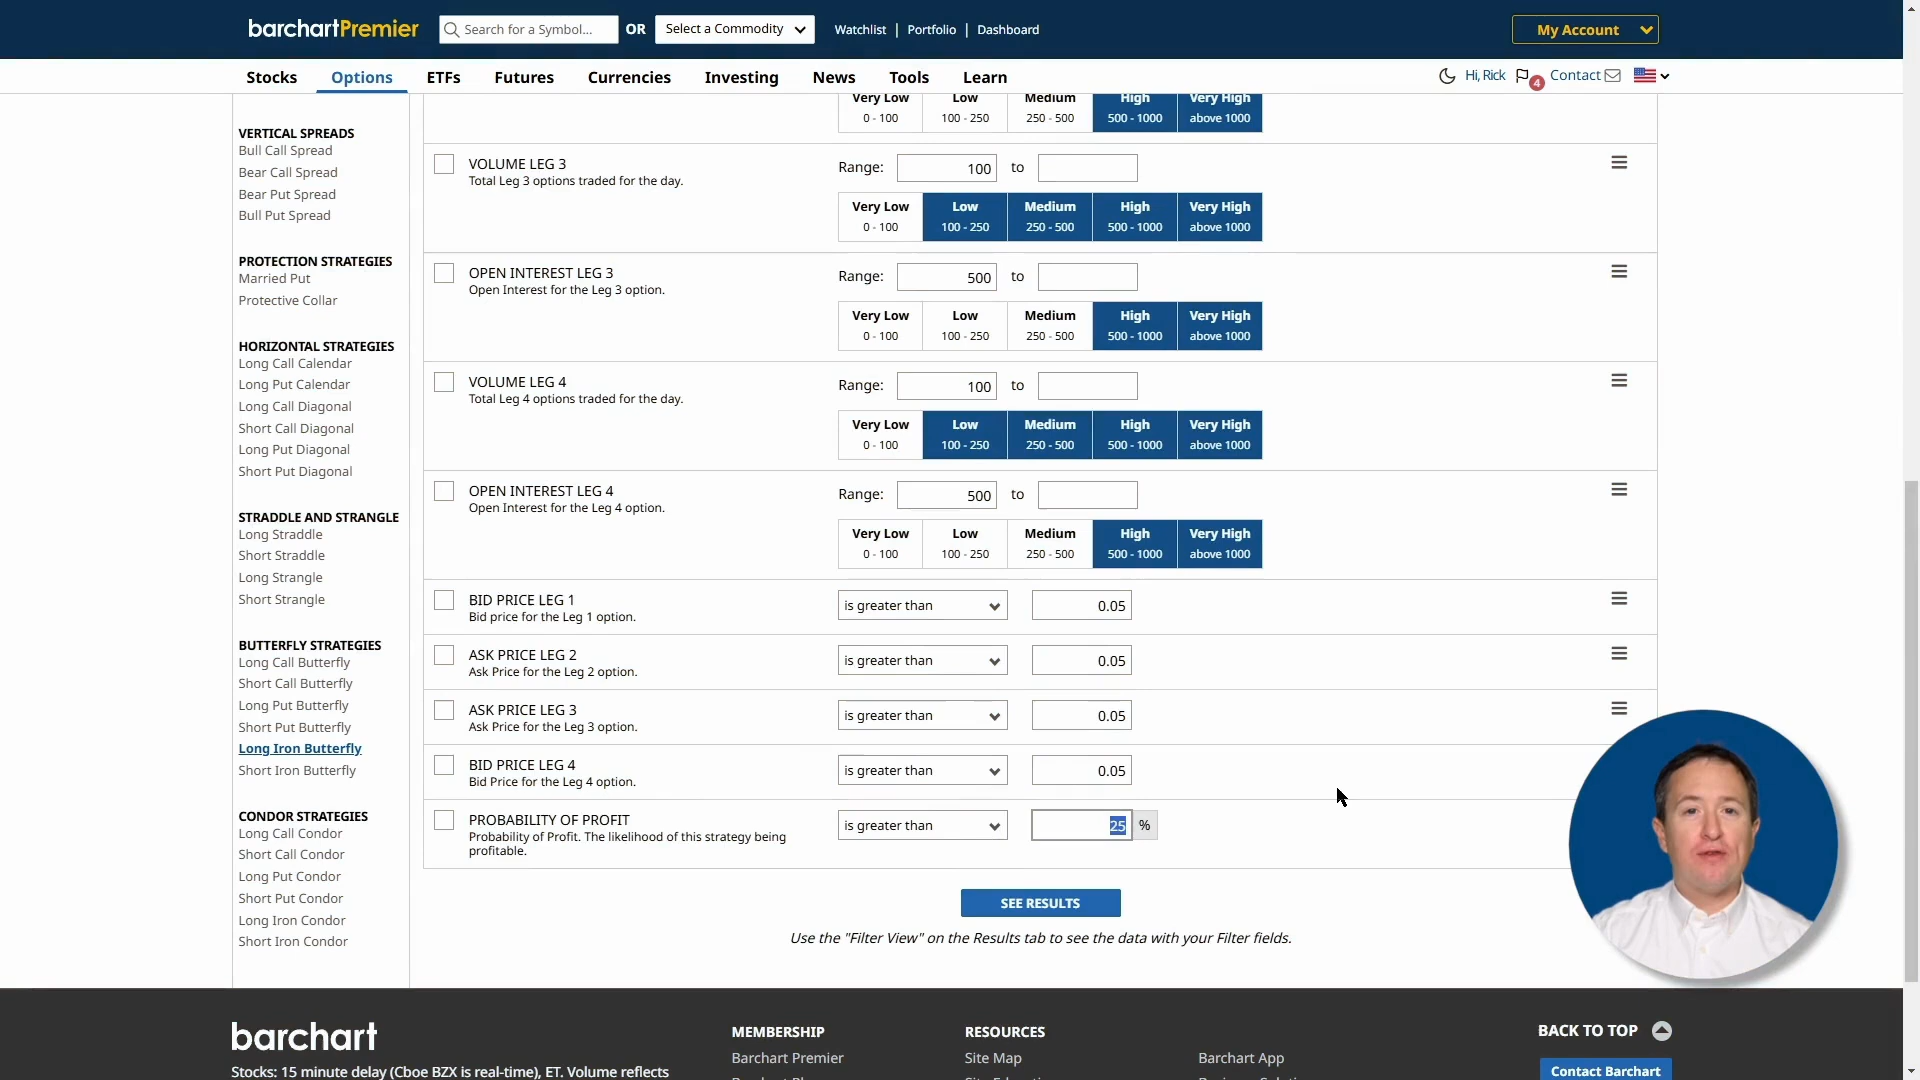 barchartPremier
Search for a Symbol...
OR
Select a Commodity
Watchlist | Portfolio | Dashboard
My Account
Stocks
Options
ETFs
Futures
Currencies
Investing
News
Tools
Learn
Hi, Rick
4
Contact
VERTICAL SPREADS
Bull Call Spread
Bear Call Spread
Bear Put Spread
Bull Put Spread
PROTECTION STRATEGIES
Married Put
Protective Collar
HORIZONTAL STRATEGIES
Long Call Calendar
Long Put Calendar
Long Call Diagonal
Short Call Diagonal
Long Put Diagonal
Short Put Diagonal
STRADDLE AND STRANGLE
Long Straddle
Short Straddle
Long Strangle
Short Strangle
BUTTERFLY STRATEGIES
Long Call Butterfly
Short Call Butterfly
Long Put Butterfly
Short Put Butterfly
Long Iron Butterfly
Short Iron Butterfly
CONDOR STRATEGIES
Long Call Condor
Short Call Condor
Long Put Condor
Short Put Condor
Long Iron Condor
Short Iron Condor
Very Low Low Medium High Very High
0 - 100 100 - 250 250 - 500 500 - 1000 above 1000
VOLUME LEG 3
Total Leg 3 options traded for the day.
Range: 100 to
Very Low Low Medium High Very High
0 - 100 100 - 250 250 - 500 500 - 1000 above 1000
OPEN INTEREST LEG 3
Open Interest for the Leg 3 option.
Range: 500 to
Very Low Low Medium High Very High
0 - 100 100 - 250 250 - 500 500 - 1000 above 1000
VOLUME LEG 4
Total Leg 4 options traded for the day.
Range: 100 to
Very Low Low Medium High Very High
0 - 100 100 - 250 250 - 500 500 - 1000 above 1000
OPEN INTEREST LEG 4
Open Interest for the Leg 4 option.
Range: 500 to
Very Low Low Medium High Very High
0 - 100 100 - 250 250 - 500 500 - 1000 above 1000
BID PRICE LEG 1
Bid price for the Leg 1 option.
is greater than 0.05
ASK PRICE LEG 2
Ask Price for the Leg 2 option.
is greater than 0.05
ASK PRICE LEG 3
Ask Price for the Leg 3 option.
is greater than 0.05
BID PRICE LEG 4
Bid Price for the Leg 4 option.
is greater than 0.05
PROBABILITY OF PROFIT
Probability of Profit. The likelihood of this strategy being
profitable.
is greater than 25 %
SEE RESULTS
Use the "Filter View" on the Results tab to see the data with your Filter fields.
barchart
Stocks: 15 minute delay (Cboe BZX is real-time), ET. Volume reflects
MEMBERSHIP
Barchart Premier
RESOURCES
Site Map
Barchart App
BACK TO TOP
Contact Barchart